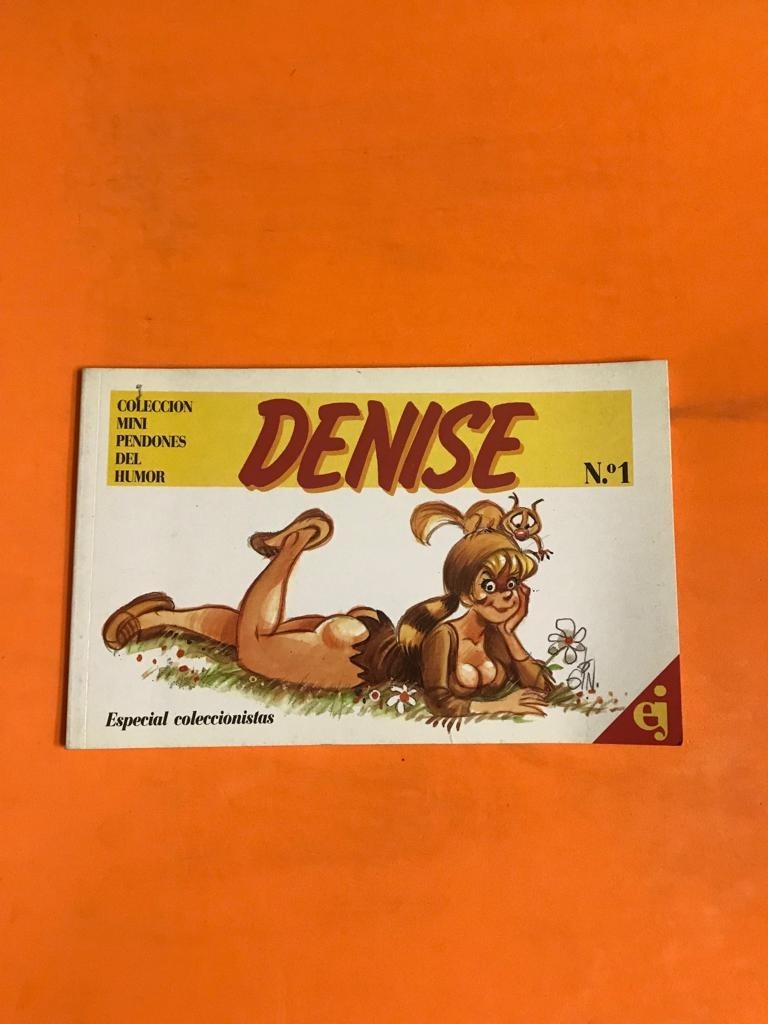 COLECCION
MINI
PENDONES
DEL
HUMOR
DENISE
N.º1
Especial coleccionistas
ej